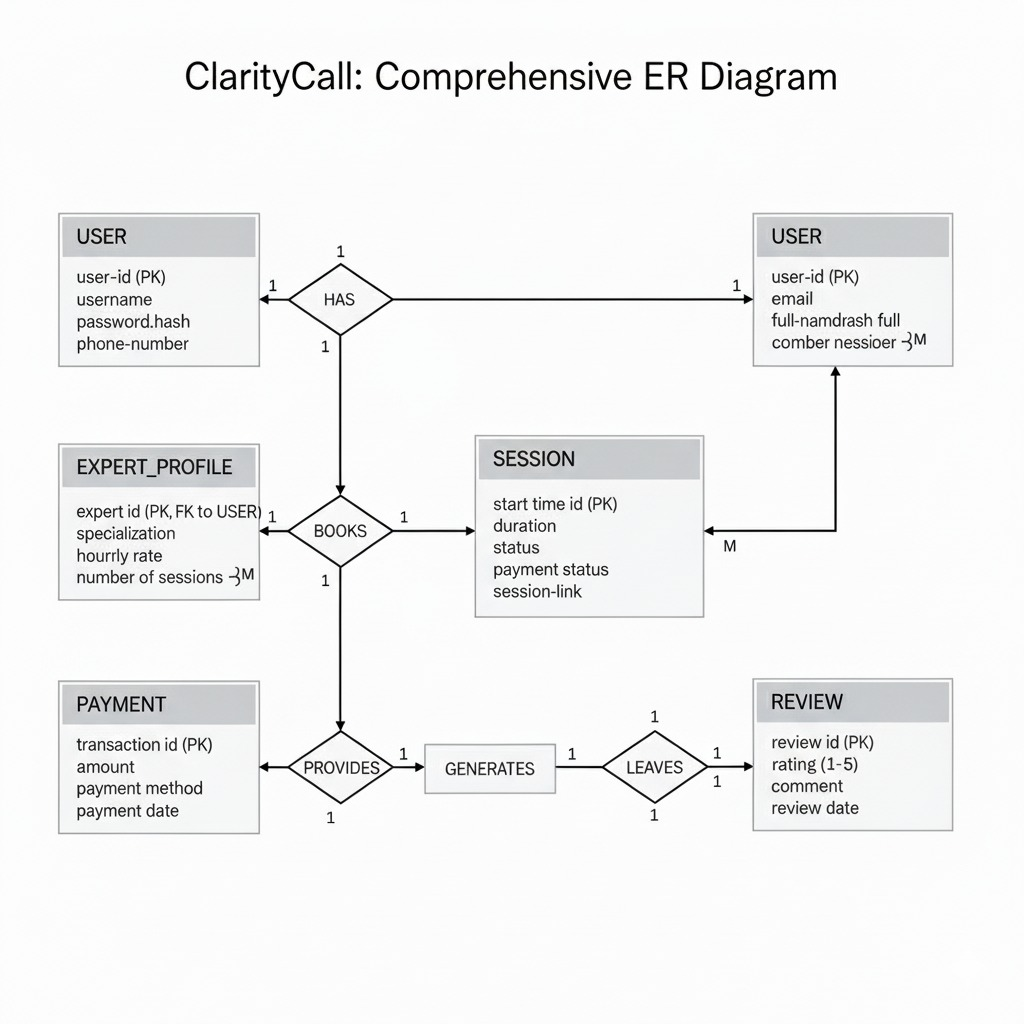 ClarityCall: Comprehensive ER Diagram
USER
user-id (PK)
username
password.hash
phone-number
1
1
HAS
1
1
USER
user-id (PK)
email
full-namdrash full
comber nessioer ⥽M
EXPERT_PROFILE
expert id (PK, FK to USER)
specialization
hourrly rate
number of sessions ⥽M
1
BOOKS
1
1
SESSION
start time id (PK)
duration
status
payment status
session-link
M
PAYMENT
transaction id (PK)
amount
payment method
payment date
PROVIDES
1
1
GENERATES
1
1
LEAVES
1
1
1
REVIEW
review id (PK)
rating (1-5)
comment
review date